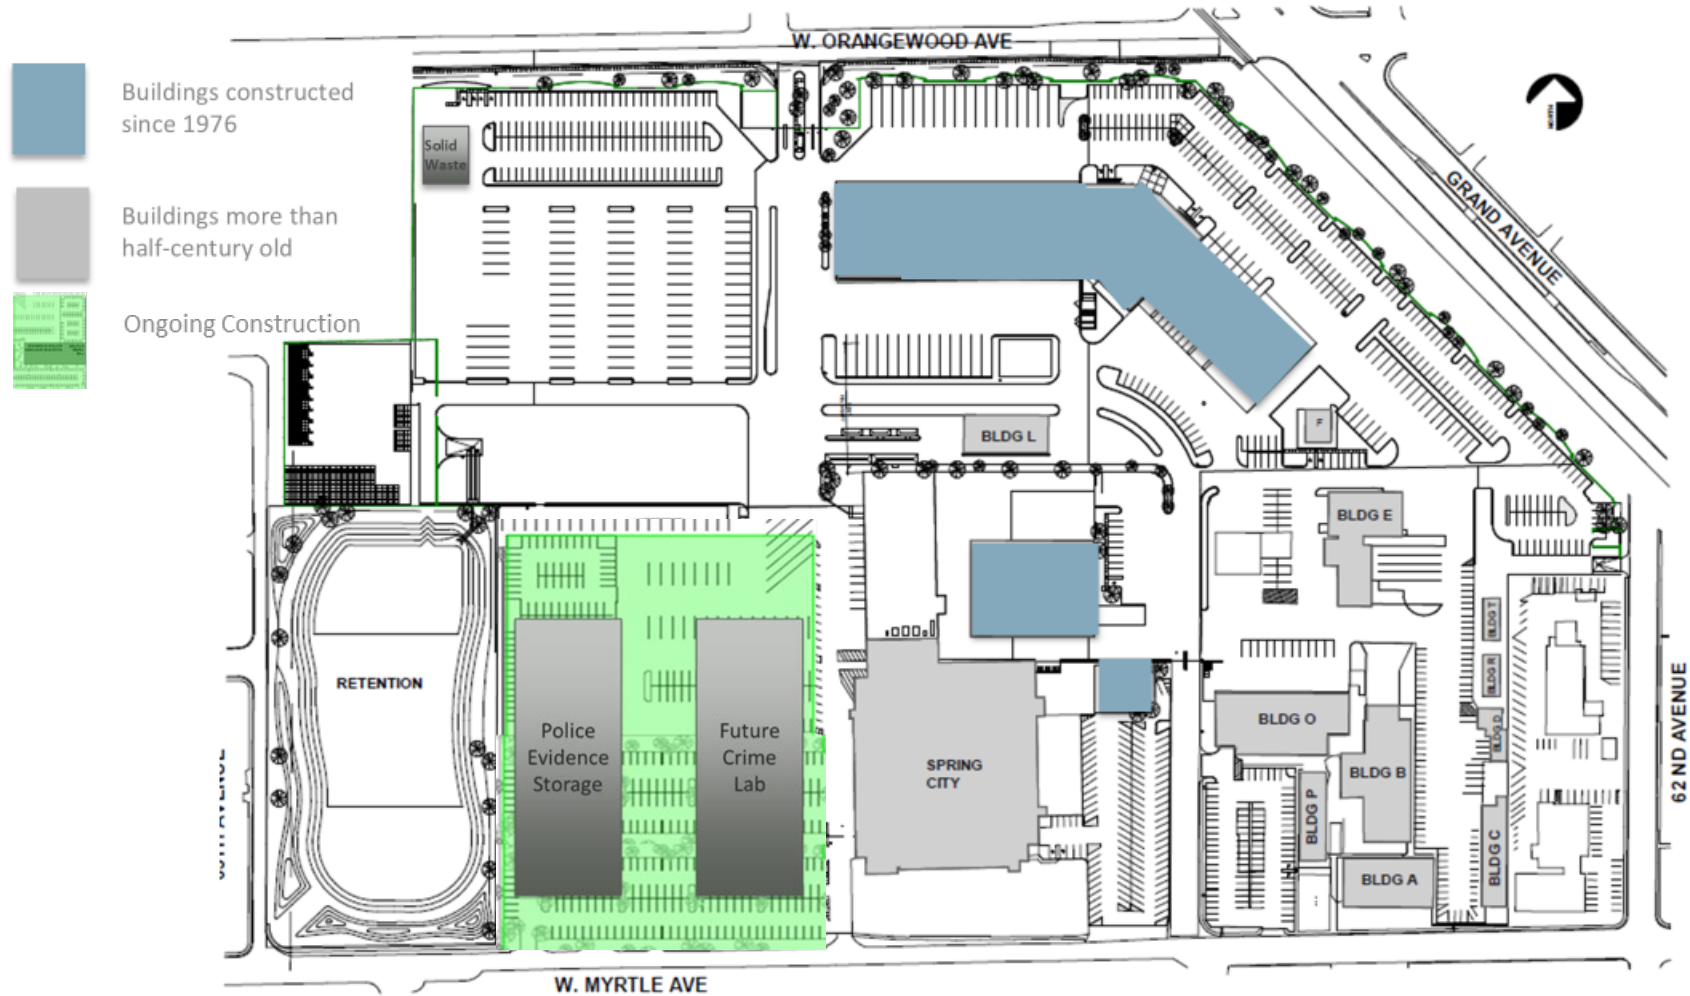 W. ORANGEWOOD AVE
Buildings constructed
since 1976
NORTH
Solid
Waste
GRAND AVENUE
Buildings more than
half-century old
Ongoing Construction
BLDG L
F
BLDG E
BLDG T
BLDG R
RETENTION
BLDG O
BLDG D
62ND AVENUE
Police
Evidence
Storage
Future
Crime
Lab
SPRING
CITY
BLDG B
BLDG P
BLDG C
BLDG A
W. MYRTLE AVE